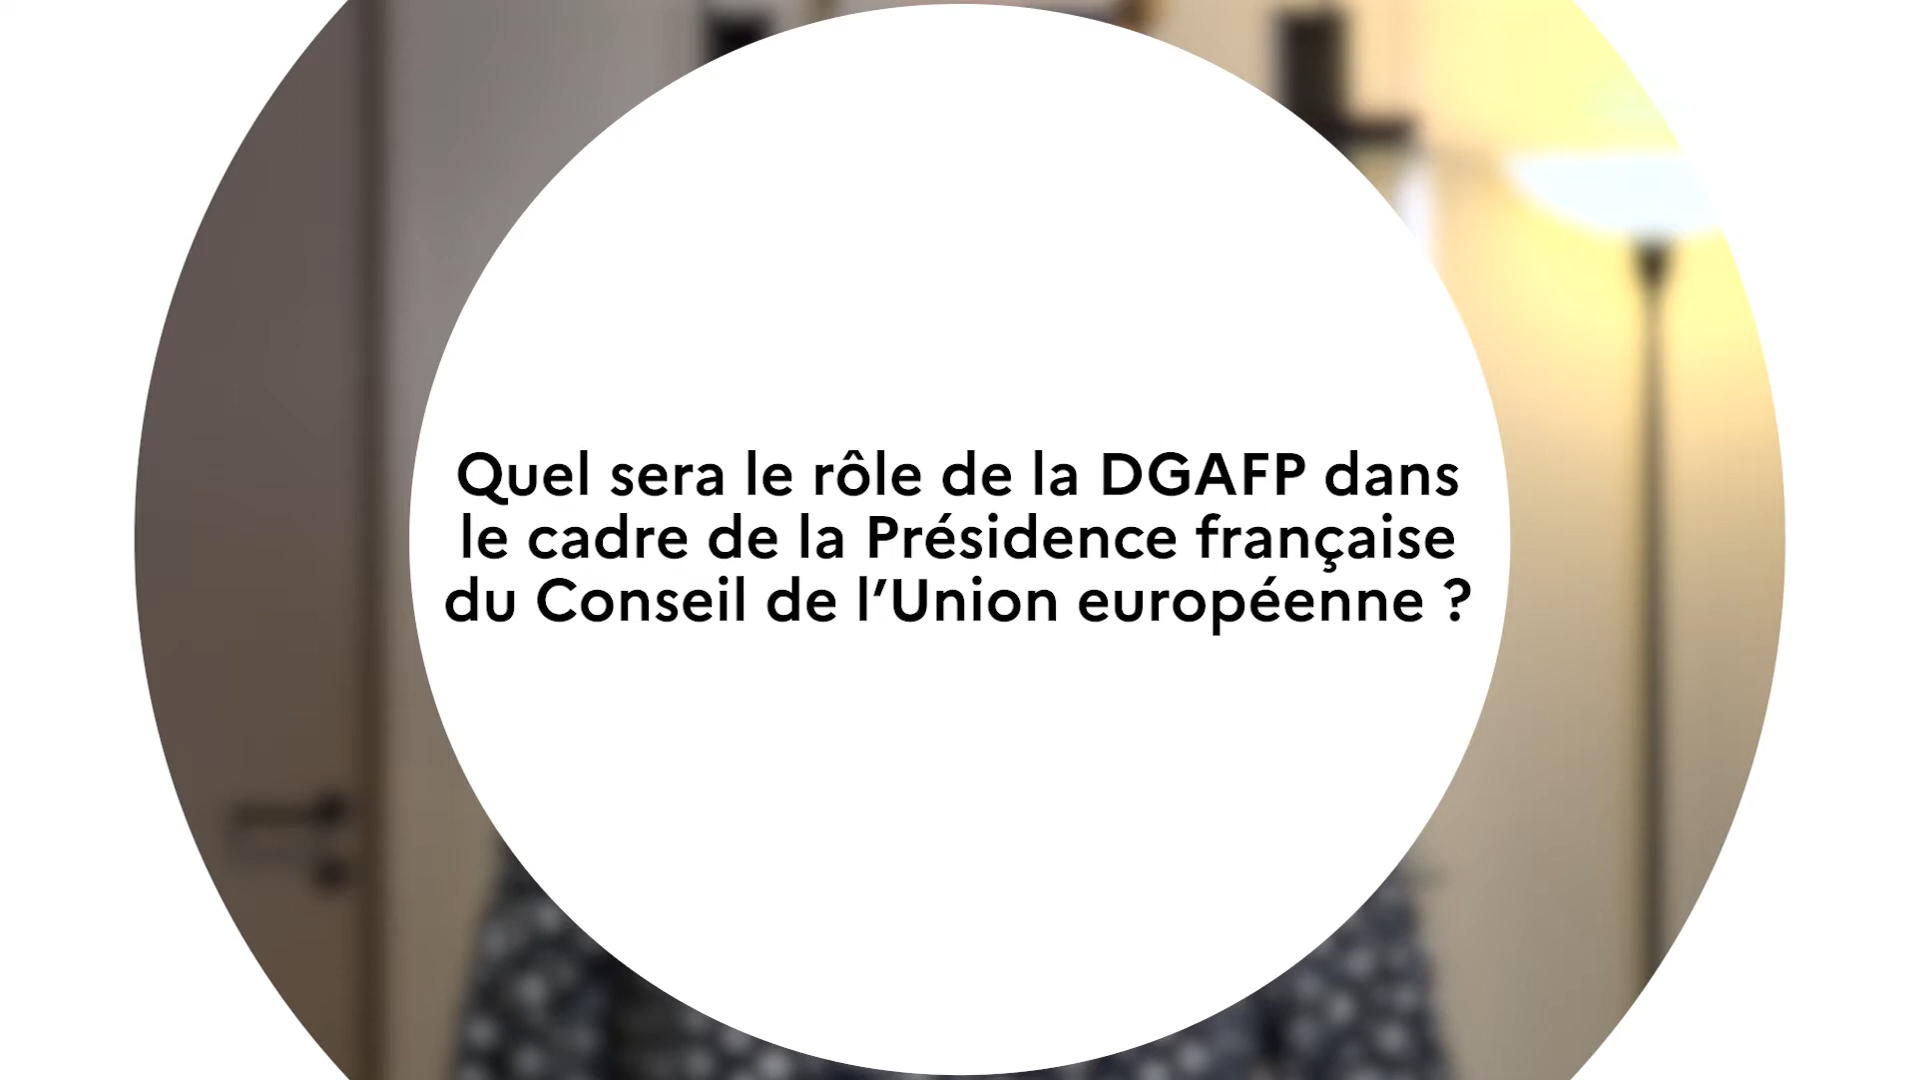 Quel sera le rôle de la DGAFP dans
le cadre de la Présidence française
du Conseil de l’Union européenne ?